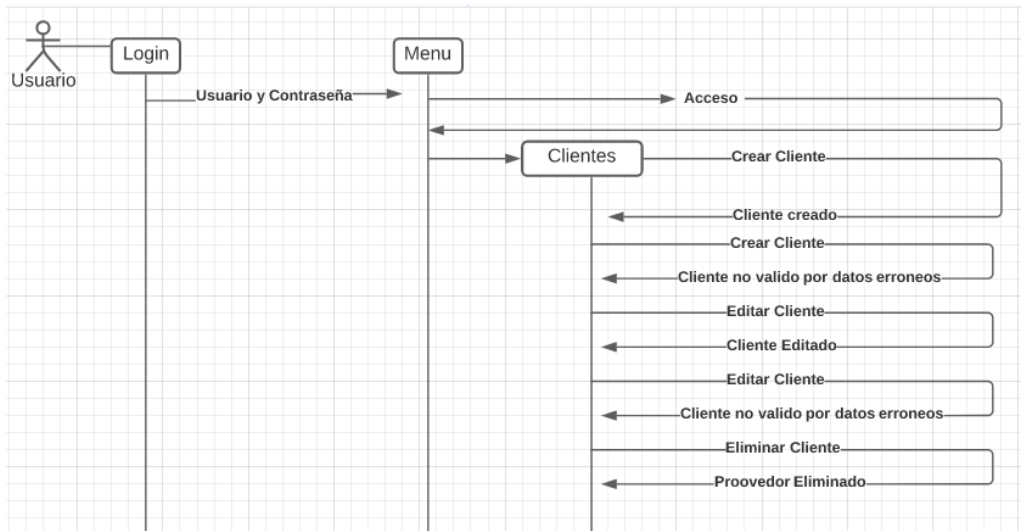 Login
Menu
Usuario
Usuario y Contraseña
Acceso
Clientes
Crear Cliente
Cliente creado
Crear Cliente
Cliente no valido por datos erroneos
Editar Cliente
Cliente Editado
Editar Cliente
Cliente no valido por datos erroneos
Eliminar Cliente
Proovedor Eliminado